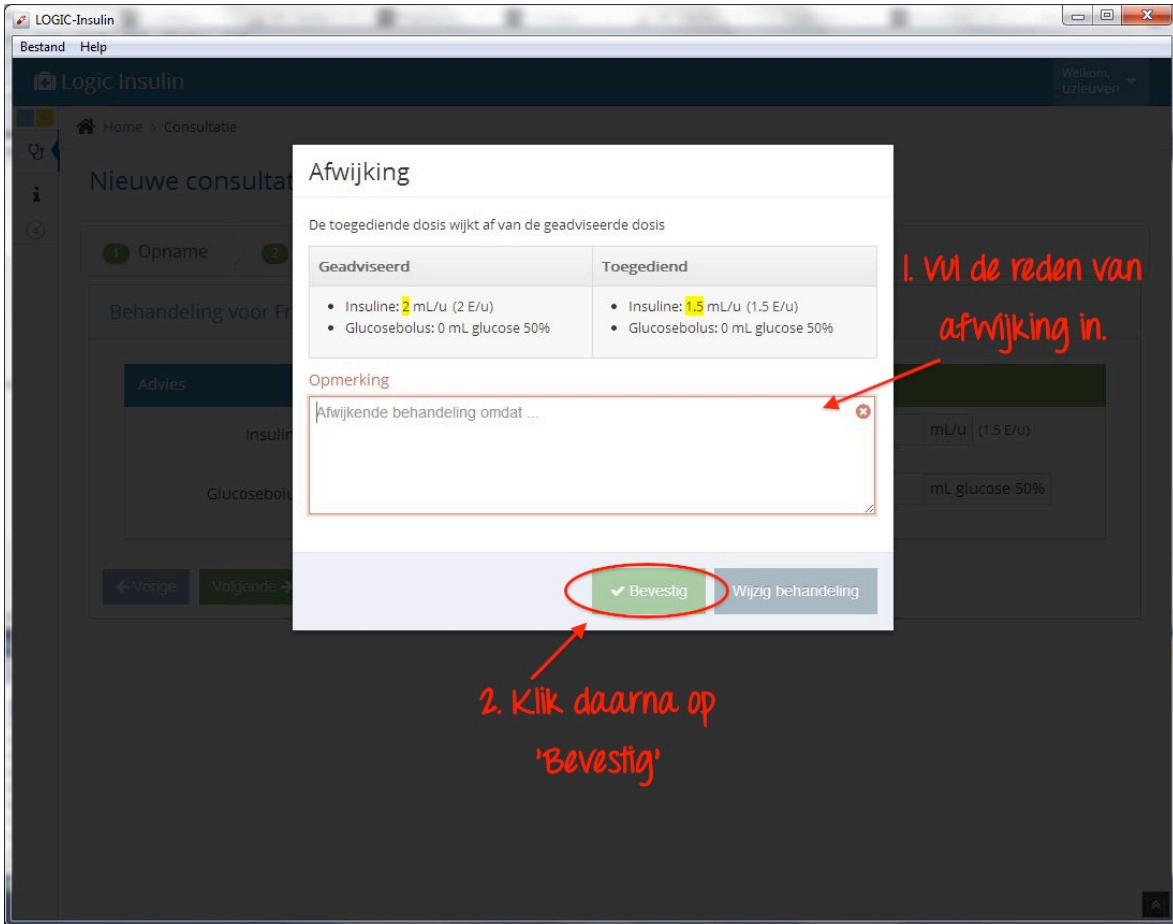 LOGIC-Insulin
Bestand Help
Logic Insulin
Welkom,
uzleuven
Home > Consultatie
Nieuwe consultat
1 Opname 2
Behandeling voor Fr
Advies
Insulin
Glucosebolu
mL/u (1.5 E/u)
mL glucose 50%
Vorige Volgende
Afwijking
De toegediende dosis wijkt af van de geadviseerde dosis
Geadviseerd Toegediend
• Insuline: 2 mL/u (2 E/u) • Insuline: 1.5 mL/u (1.5 E/u)
• Glucosebolus: 0 mL glucose 50% • Glucosebolus: 0 mL glucose 50%
Opmerking
Afwijkende behandeling omdat ...
Bevestig Wijzig behandeling
1. Vul de reden van
afwijking in.
2. Klik daarna op
'Bevestig'